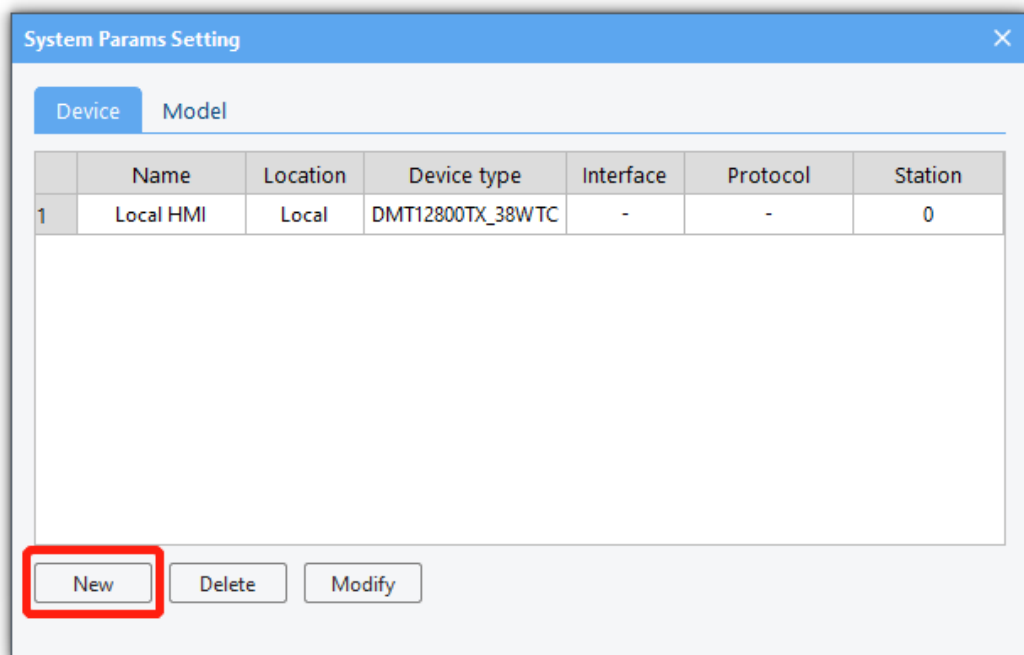 System Params Setting
Device Model
Name Location Device type Interface Protocol Station
1 Local HMI Local DMT12800TX_38WTC - - 0
New Delete Modify